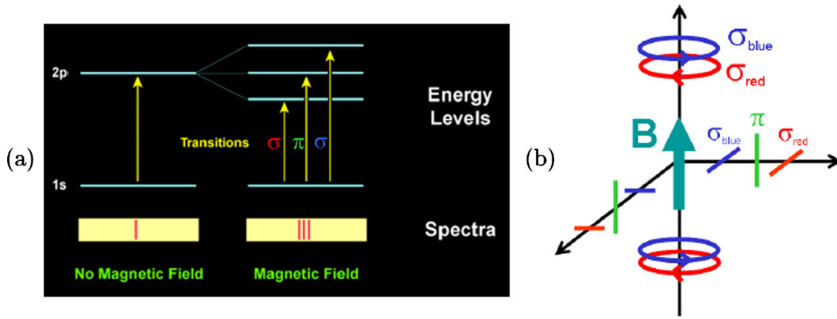 (a)
2p
Energy
Levels
Transitions σ π σ
1s
Spectra
No Magnetic Field Magnetic Field
(b)
σblue
σred
B
σblue π σred